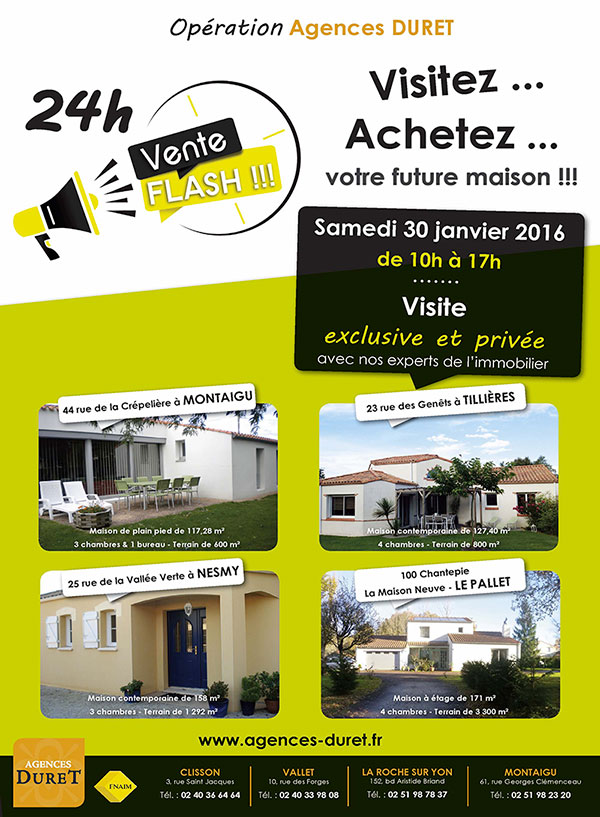 Opération Agences DURET
24h
Vente
FLASH !!!
Visitez ...
Achetez ...
votre future maison !!!
Samedi 30 janvier 2016
de 10h à 17h
Visite
exclusive et privée
avec nos experts de l'immobilier
44 rue de la Crépelière à MONTAIGU
Maison de plain pied de 117,28 m²
3 chambres & 1 bureau - Terrain de 600 m²
23 rue des Genêts à TILLIÈRES
Maison contemporaine de 127,40 m²
4 chambres - Terrain de 800 m²
25 rue de la Vallée Verte à NESMY
Maison contemporaine de 158 m²
3 chambres - Terrain de 1 292 m²
100 Chantepie
La Maison Neuve - LE PALLET
Maison à étage de 171 m²
4 chambres - Terrain de 3 300 m²
www.agences-duret.fr
AGENCES
DURET
FNAIM
CLISSON
3, rue Saint Jacques
Tél. : 02 40 36 64 64
VALLET
10, rue des Forges
Tél. : 02 40 33 98 08
LA ROCHE SUR YON
152, bd Aristide Briand
Tél. : 02 51 98 78 37
MONTAIGU
61, rue Georges Clémenceau
Tél. : 02 51 98 23 20